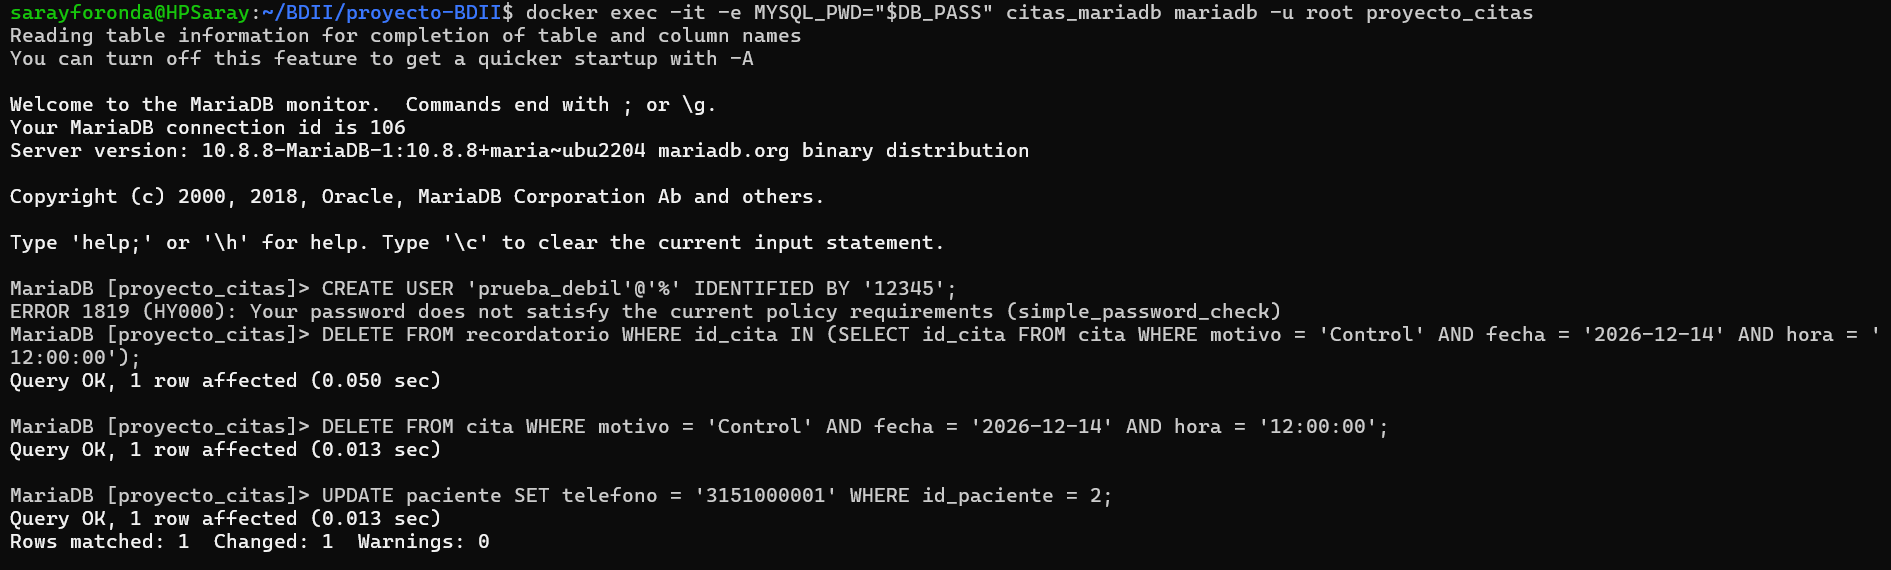 sarayforonda@HPSaray:~/BDII/proyecto-BDII$ docker exec -it -e MYSQL_PWD="$DB_PASS" citas_mariadb mariadb -u root proyecto_citas
Reading table information for completion of table and column names
You can turn off this feature to get a quicker startup with -A

Welcome to the MariaDB monitor.  Commands end with ; or \g.
Your MariaDB connection id is 106
Server version: 10.8.8-MariaDB-1:10.8.8+maria~ubu2204 mariadb.org binary distribution

Copyright (c) 2000, 2018, Oracle, MariaDB Corporation Ab and others.

Type 'help;' or '\h' for help. Type '\c' to clear the current input statement.

MariaDB [proyecto_citas]> CREATE USER 'prueba_debil'@'%' IDENTIFIED BY '12345';
ERROR 1819 (HY000): Your password does not satisfy the current policy requirements (simple_password_check)
MariaDB [proyecto_citas]> DELETE FROM recordatorio WHERE id_cita IN (SELECT id_cita FROM cita WHERE motivo = 'Control' AND fecha = '2026-12-14' AND hora = '
12:00:00');
Query OK, 1 row affected (0.050 sec)

MariaDB [proyecto_citas]> DELETE FROM cita WHERE motivo = 'Control' AND fecha = '2026-12-14' AND hora = '12:00:00';
Query OK, 1 row affected (0.013 sec)

MariaDB [proyecto_citas]> UPDATE paciente SET telefono = '3151000001' WHERE id_paciente = 2;
Query OK, 1 row affected (0.013 sec)
Rows matched: 1  Changed: 1  Warnings: 0